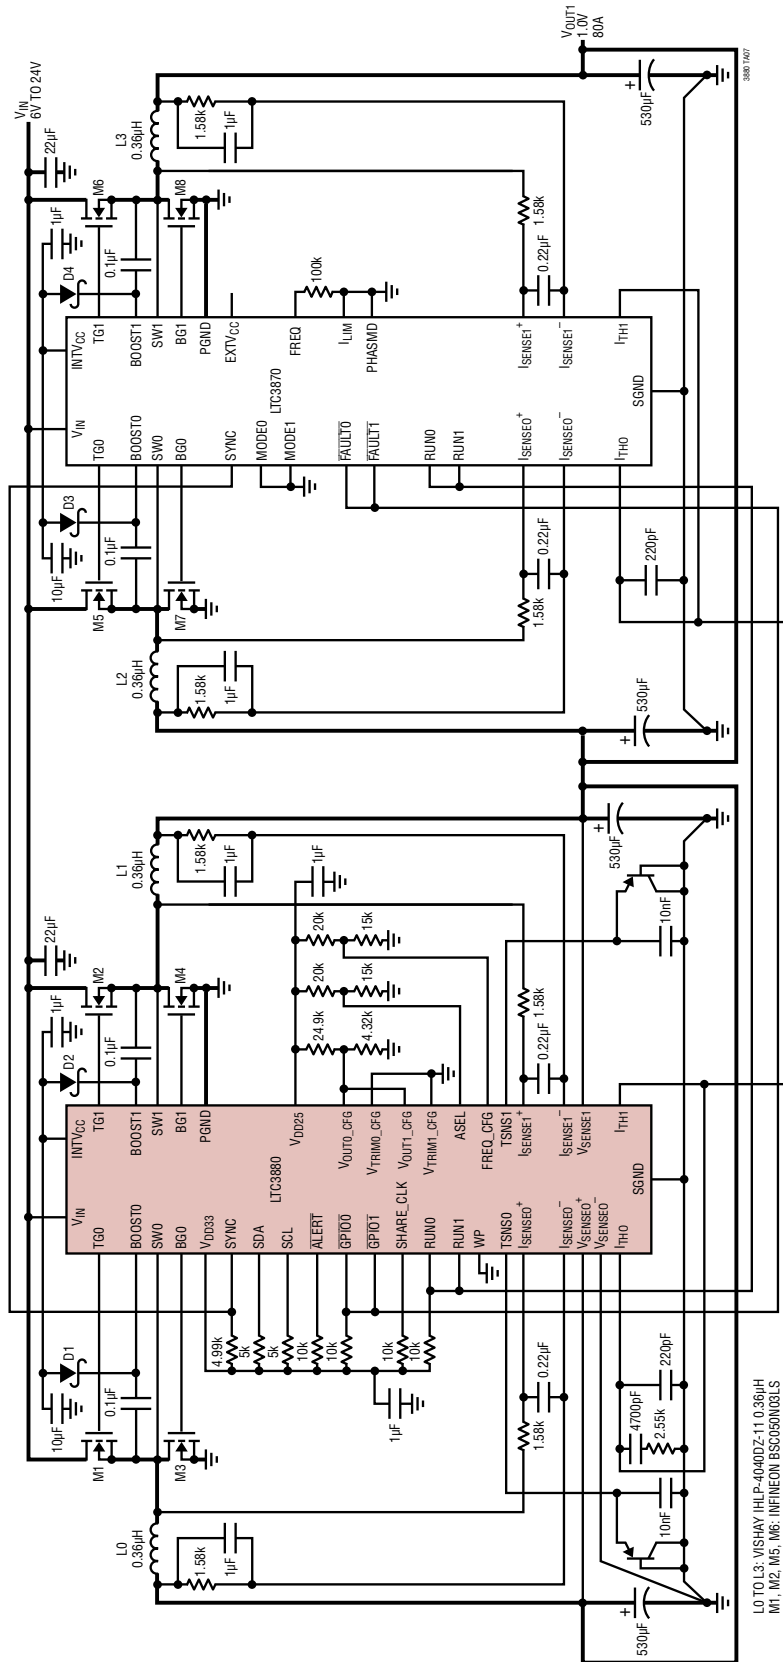 VIN
6V TO 24V
22µF
22µF
L0
0.36µH
1.58k
1µF
M1
M3
10µF
D1
0.1µF
VIN
INTVCC
TG0
TG1
BOOST0
BOOST1
SW0
SW1
BG0
BG1
PGND
VDD33
SYNC
SDA
SCL
ALERT
GPIO0
GPIO1
SHARE_CLK
RUN0
RUN1
WP
TSNS0
ISENSE0+
ISENSE0–
VSENSE0+
VSENSE0–
ITH0
LTC3880
VDD25
VOUT0_CFG
VTRIM0_CFG
VOUT1_CFG
VTRIM1_CFG
ASEL
FREQ_CFG
TSNS1
ISENSE1+
ISENSE1–
VSENSE1
ITH1
SGND
4.99k
5k
5k
10k
10k
10k
10k
1µF
0.22µF
1.58k
4700pF
2.55k
220pF
10nF
530µF
+
D2
1µF
0.1µF
M2
M4
L1
0.36µH
1.58k
1µF
1µF
20k
15k
20k
15k
24.9k
4.32k
1.58k
0.22µF
10nF
530µF
+
L2
0.36µH
1.58k
1µF
M5
M7
10µF
D3
0.1µF
VIN
INTVCC
TG0
TG1
BOOST0
BOOST1
SW0
SW1
BG0
BG1
PGND
SYNC
EXTVCC
MODE0
MODE1
LTC3870
FREQ
ILIM
PHASMD
FAULT0
FAULT1
RUN0
RUN1
ISENSE0+
ISENSE1+
ISENSE0–
ISENSE1–
ITH0
ITH1
SGND
100k
0.22µF
1.58k
220pF
530µF
+
D4
1µF
0.1µF
M6
M8
L3
0.36µH
1.58k
1µF
1.58k
0.22µF
530µF
+
VOUT1
1.0V
80A
3880 TA07
L0 TO L3: VISHAY IHLP-4040DZ-11 0.36µH
M1, M2, M5, M6: INFINEON BSC050N03LS